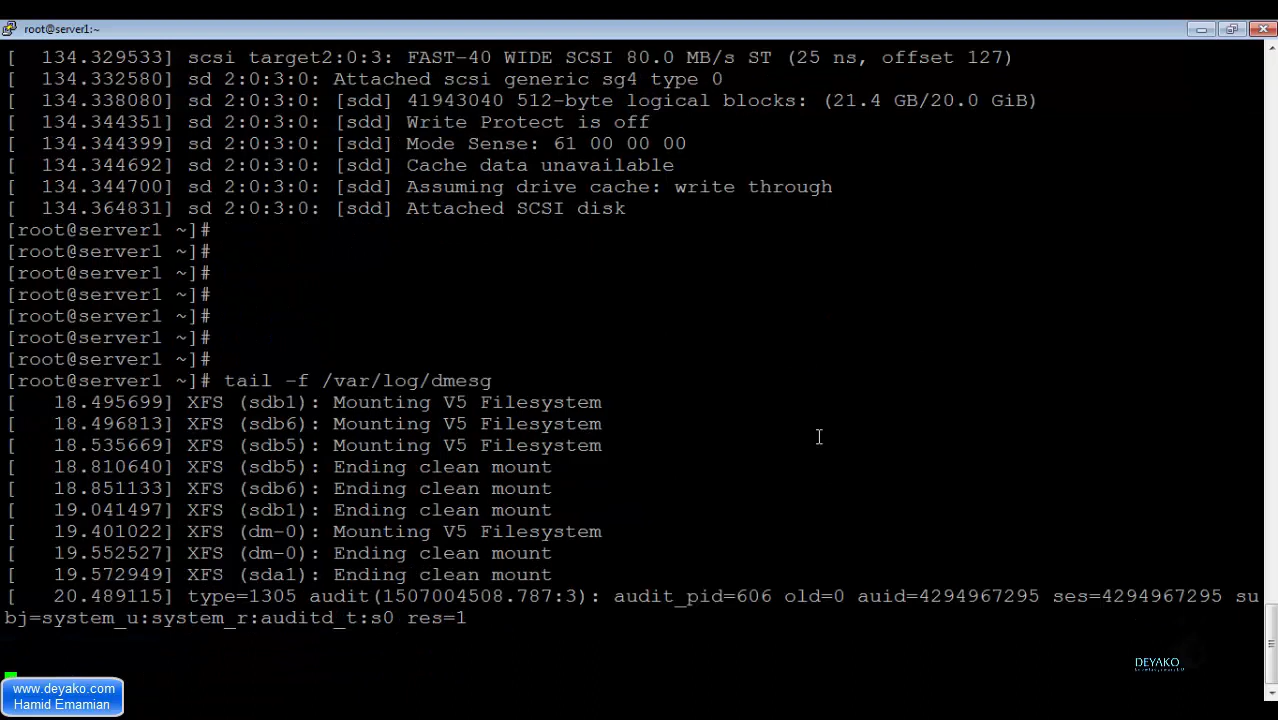 root@server1:~
[  134.329533] scsi target2:0:3: FAST-40 WIDE SCSI 80.0 MB/s ST (25 ns, offset 127)
[  134.332580] sd 2:0:3:0: Attached scsi generic sg4 type 0
[  134.338080] sd 2:0:3:0: [sdd] 41943040 512-byte logical blocks: (21.4 GB/20.0 GiB)
[  134.344351] sd 2:0:3:0: [sdd] Write Protect is off
[  134.344399] sd 2:0:3:0: [sdd] Mode Sense: 61 00 00 00
[  134.344692] sd 2:0:3:0: [sdd] Cache data unavailable
[  134.344700] sd 2:0:3:0: [sdd] Assuming drive cache: write through
[  134.364831] sd 2:0:3:0: [sdd] Attached SCSI disk
[root@server1 ~]#
[root@server1 ~]#
[root@server1 ~]#
[root@server1 ~]#
[root@server1 ~]#
[root@server1 ~]#
[root@server1 ~]#
[root@server1 ~]# tail -f /var/log/dmesg
[   18.495699] XFS (sdb1): Mounting V5 Filesystem
[   18.496813] XFS (sdb6): Mounting V5 Filesystem
[   18.535669] XFS (sdb5): Mounting V5 Filesystem
[   18.810640] XFS (sdb5): Ending clean mount
[   18.851133] XFS (sdb6): Ending clean mount
[   19.041497] XFS (sdb1): Ending clean mount
[   19.401022] XFS (dm-0): Mounting V5 Filesystem
[   19.552527] XFS (dm-0): Ending clean mount
[   19.572949] XFS (sda1): Ending clean mount
[   20.489115] type=1305 audit(1507004508.787:3): audit_pid=606 old=0 auid=4294967295 ses=4294967295 su
bj=system_u:system_r:auditd_t:s0 res=1
DEYAKO
www.deyako.com
Hamid Emamian